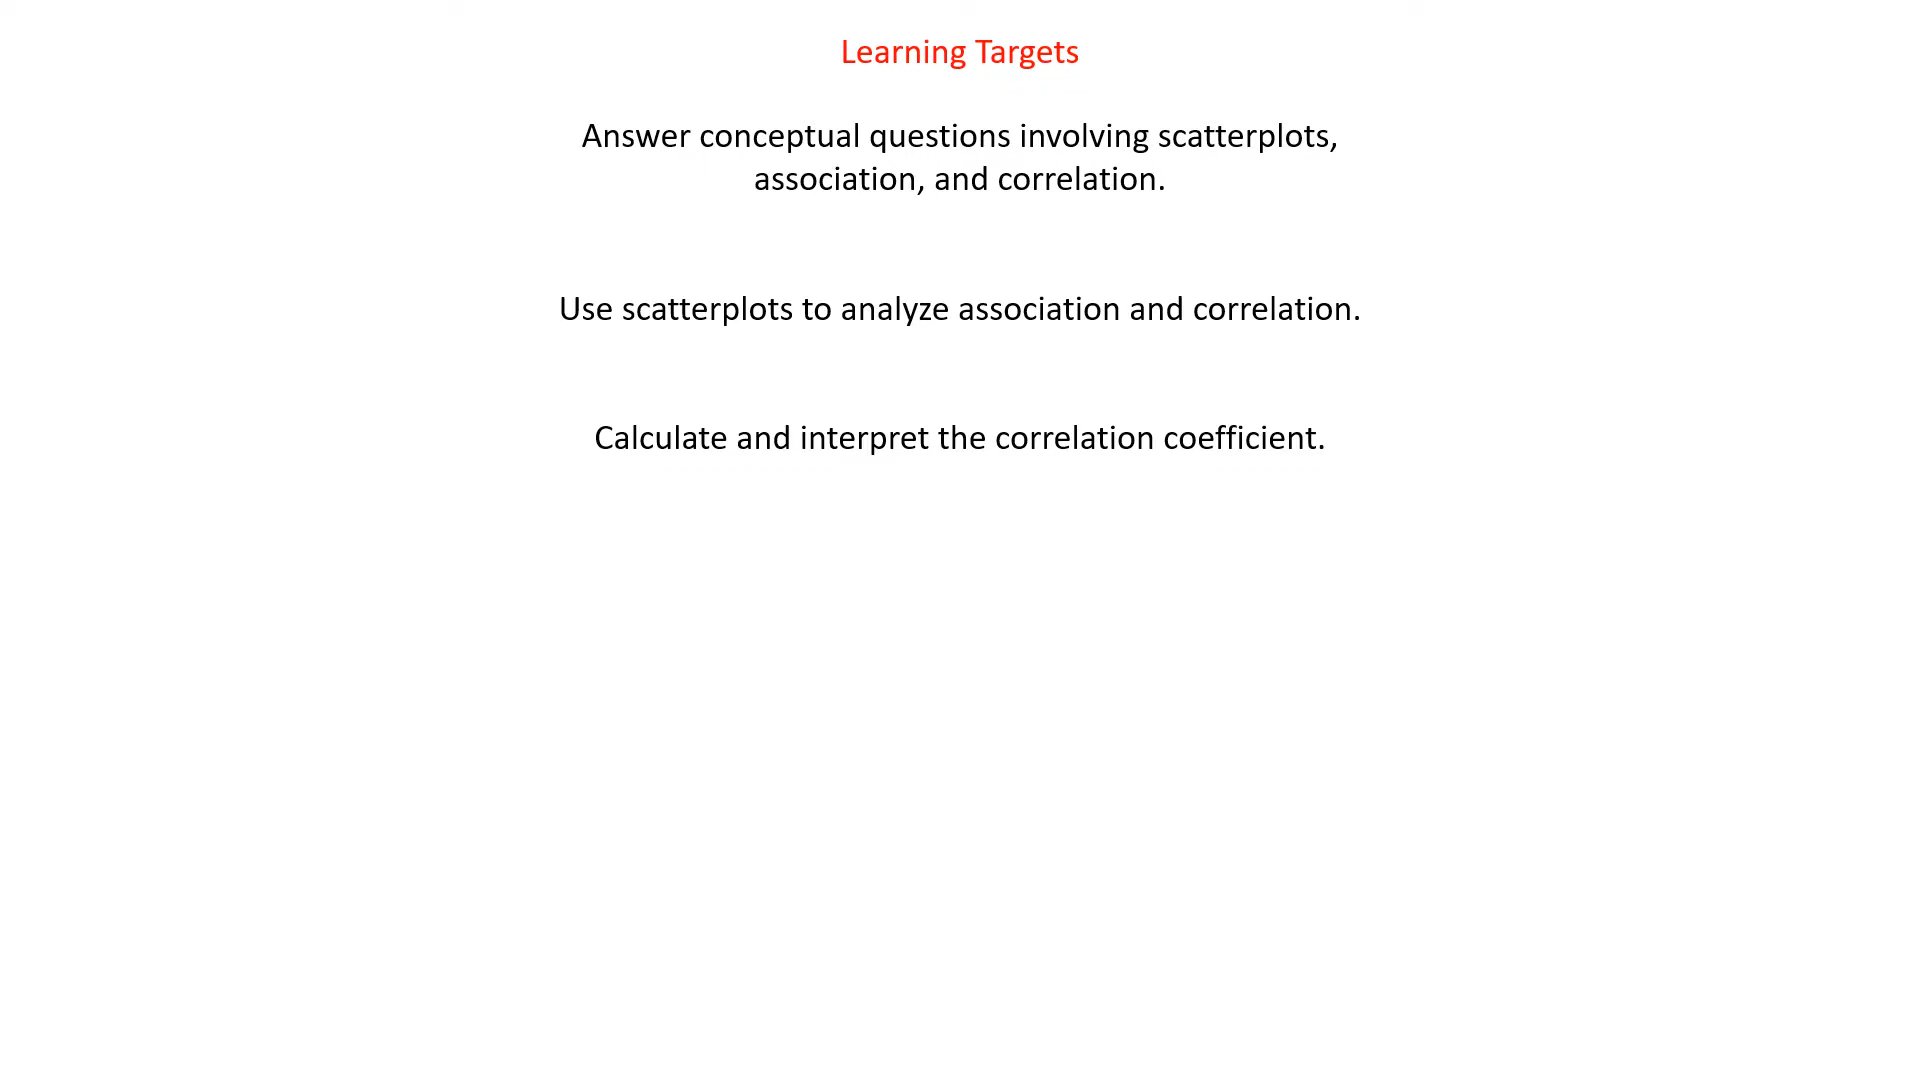 Learning Targets
Answer conceptual questions involving scatterplots,
association, and correlation.
Use scatterplots to analyze association and correlation.
Calculate and interpret the correlation coefficient.